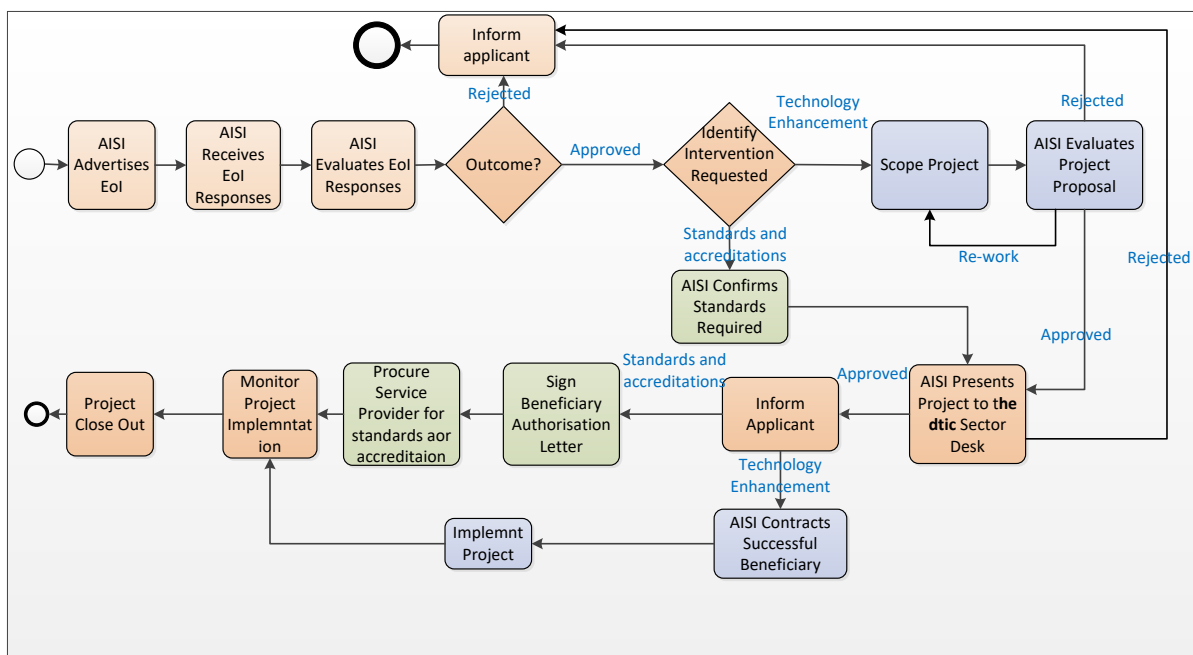 Inform
applicant
Rejected
Technology
Enhancement
Rejected
AISI
Advertises
EoI
AISI
Receives
EoI
Responses
AISI
Evaluates EoI
Responses
Outcome?
Approved
Identify
Intervention
Requested
Scope Project
AISI Evaluates
Project
Proposal
Standards and
accreditations
Re-work
Rejected
AISI Confirms
Standards
Required
Approved
Project
Close Out
Monitor
Project
Implemntat
ion
Procure
Service
Provider for
standards aor
accreditaion
Sign
Beneficiary
Authorisation
Letter
Standards and
accreditations
Inform
Applicant
Approved
AISI Presents
Project to the
dtic Sector
Desk
Technology
Enhancement
Implemnt
Project
AISI Contracts
Successful
Beneficiary